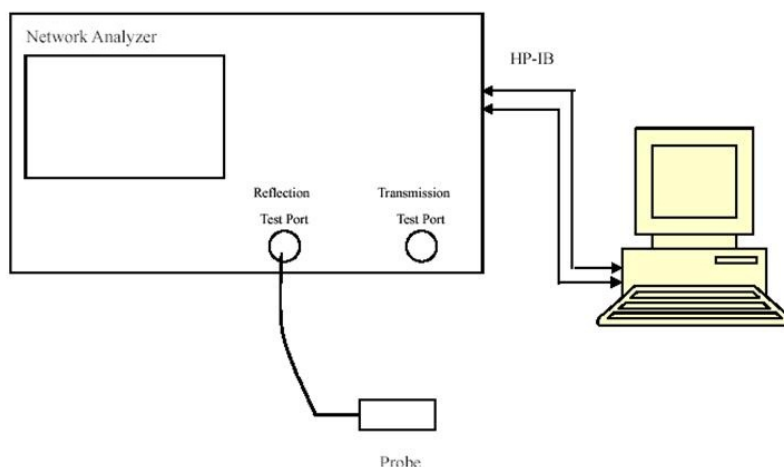 Network Analyzer
HP-IB
Reflection
Test Port
Transmission
Test Port
Probe